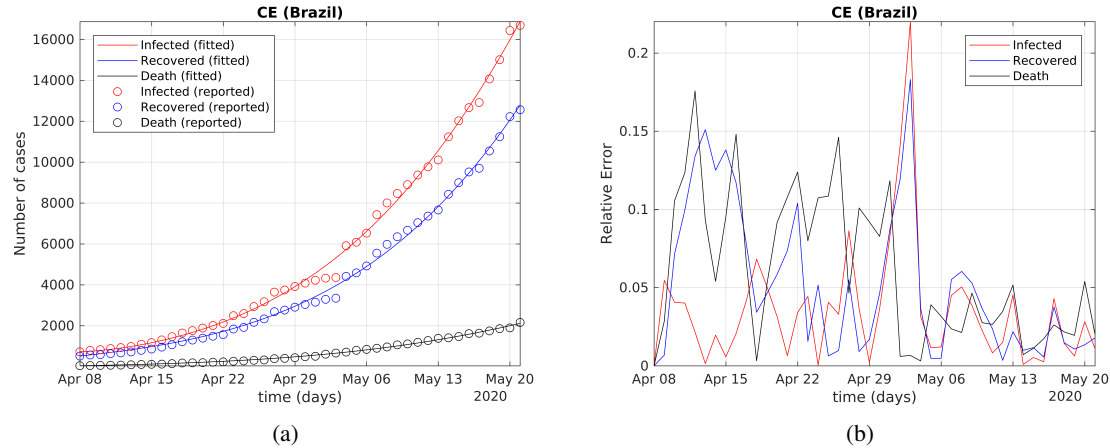 CE (Brazil)
Number of cases
16000
14000
12000
10000
8000
6000
4000
2000
Infected (fitted)
Recovered (fitted)
Death (fitted)
Infected (reported)
Recovered (reported)
Death (reported)
Apr 08 Apr 15 Apr 22 Apr 29 May 06 May 13 May 20
time (days)
2020
(a)
CE (Brazil)
Relative Error
0.2
0.15
0.1
0.05
0
Infected
Recovered
Death
Apr 08 Apr 15 Apr 22 Apr 29 May 06 May 13 May 20
time (days)
2020
(b)